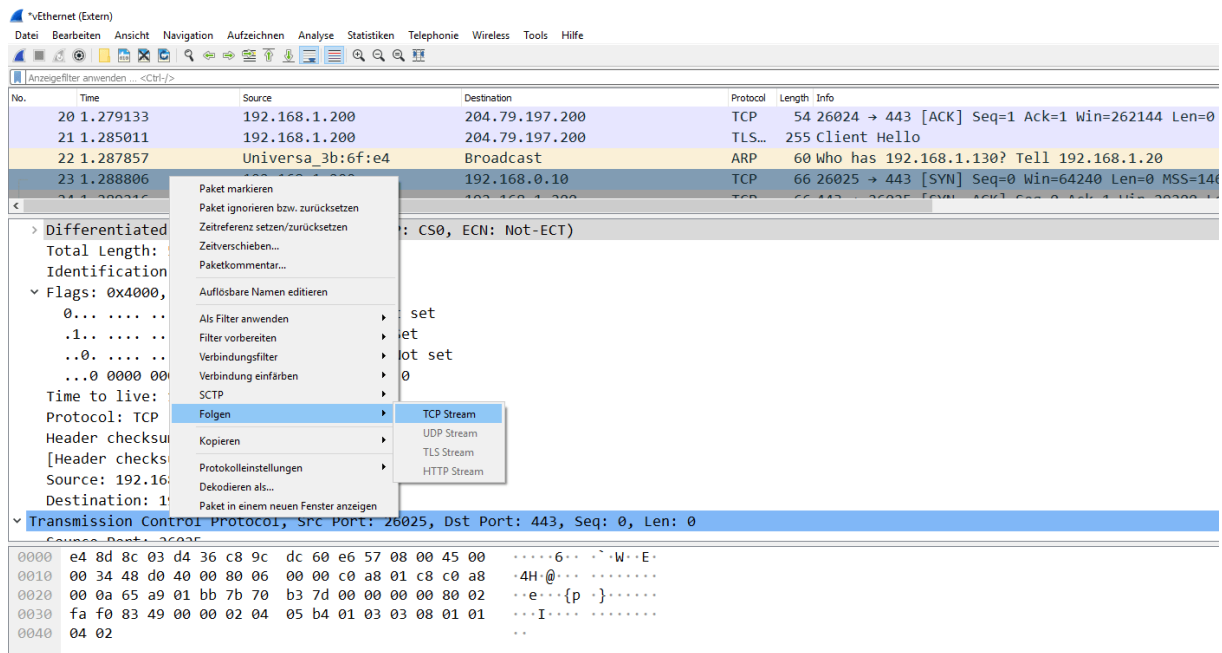 *vEthernet (Extern)
Datei Bearbeiten Ansicht Navigation Aufzeichnen Analyse Statistiken Telephonie Wireless Tools Hilfe
Anzeigefilter anwenden ... <Ctrl-/>
No. Time Source Destination Protocol Length Info
20 1.279133 192.168.1.200 204.79.197.200 TCP 54 26024 → 443 [ACK] Seq=1 Ack=1 Win=262144 Len=0
21 1.285011 192.168.1.200 204.79.197.200 TLS… 255 Client Hello
22 1.287857 Universa_3b:6f:e4 Broadcast ARP 60 Who has 192.168.1.130? Tell 192.168.1.20
23 1.288806 192.168.0.10 TCP 66 26025 → 443 [SYN] Seq=0 Win=64240 Len=0 MSS=146
Paket markieren
Paket ignorieren bzw. zurücksetzen
Zeitreferenz setzen/zurücksetzen
Zeitverschieben...
Paketkommentar...
Auflösbare Namen editieren
Als Filter anwenden
Filter vorbereiten
Verbindungsfilter
Verbindung einfärben
SCTP
Folgen
Kopieren
Protokolleinstellungen
Dekodieren als...
Paket in einem neuen Fenster anzeigen
TCP Stream
UDP Stream
TLS Stream
HTTP Stream
Differentiated : CS0, ECN: Not-ECT)
Total Length:
Identification
Flags: 0x4000,
0... .... .. set
.1.. .... ..
..0. .... .. set
...0 0000 0
Time to live:
Protocol: TCP
Header
[Header
Source: 192.16
Destination: 1
Transmission Control Protocol, Src Port: 26025, Dst Port: 443, Seq: 0, Len: 0
0000 e4 8d 8c 03 d4 36 c8 9c dc 60 e6 57 08 00 45 00 ·····6·· ·`·W··E·
0010 00 34 48 d0 40 00 80 06 00 00 c0 a8 01 c8 c0 a8 ·4H·@··· ········
0020 00 0a 65 a9 01 bb 7b 70 b3 7d 00 00 00 00 80 02 ··e···{p ·}······
0030 fa f0 83 49 00 00 02 04 05 b4 01 03 03 08 01 01 ···I···· ········
0040 04 02 ··